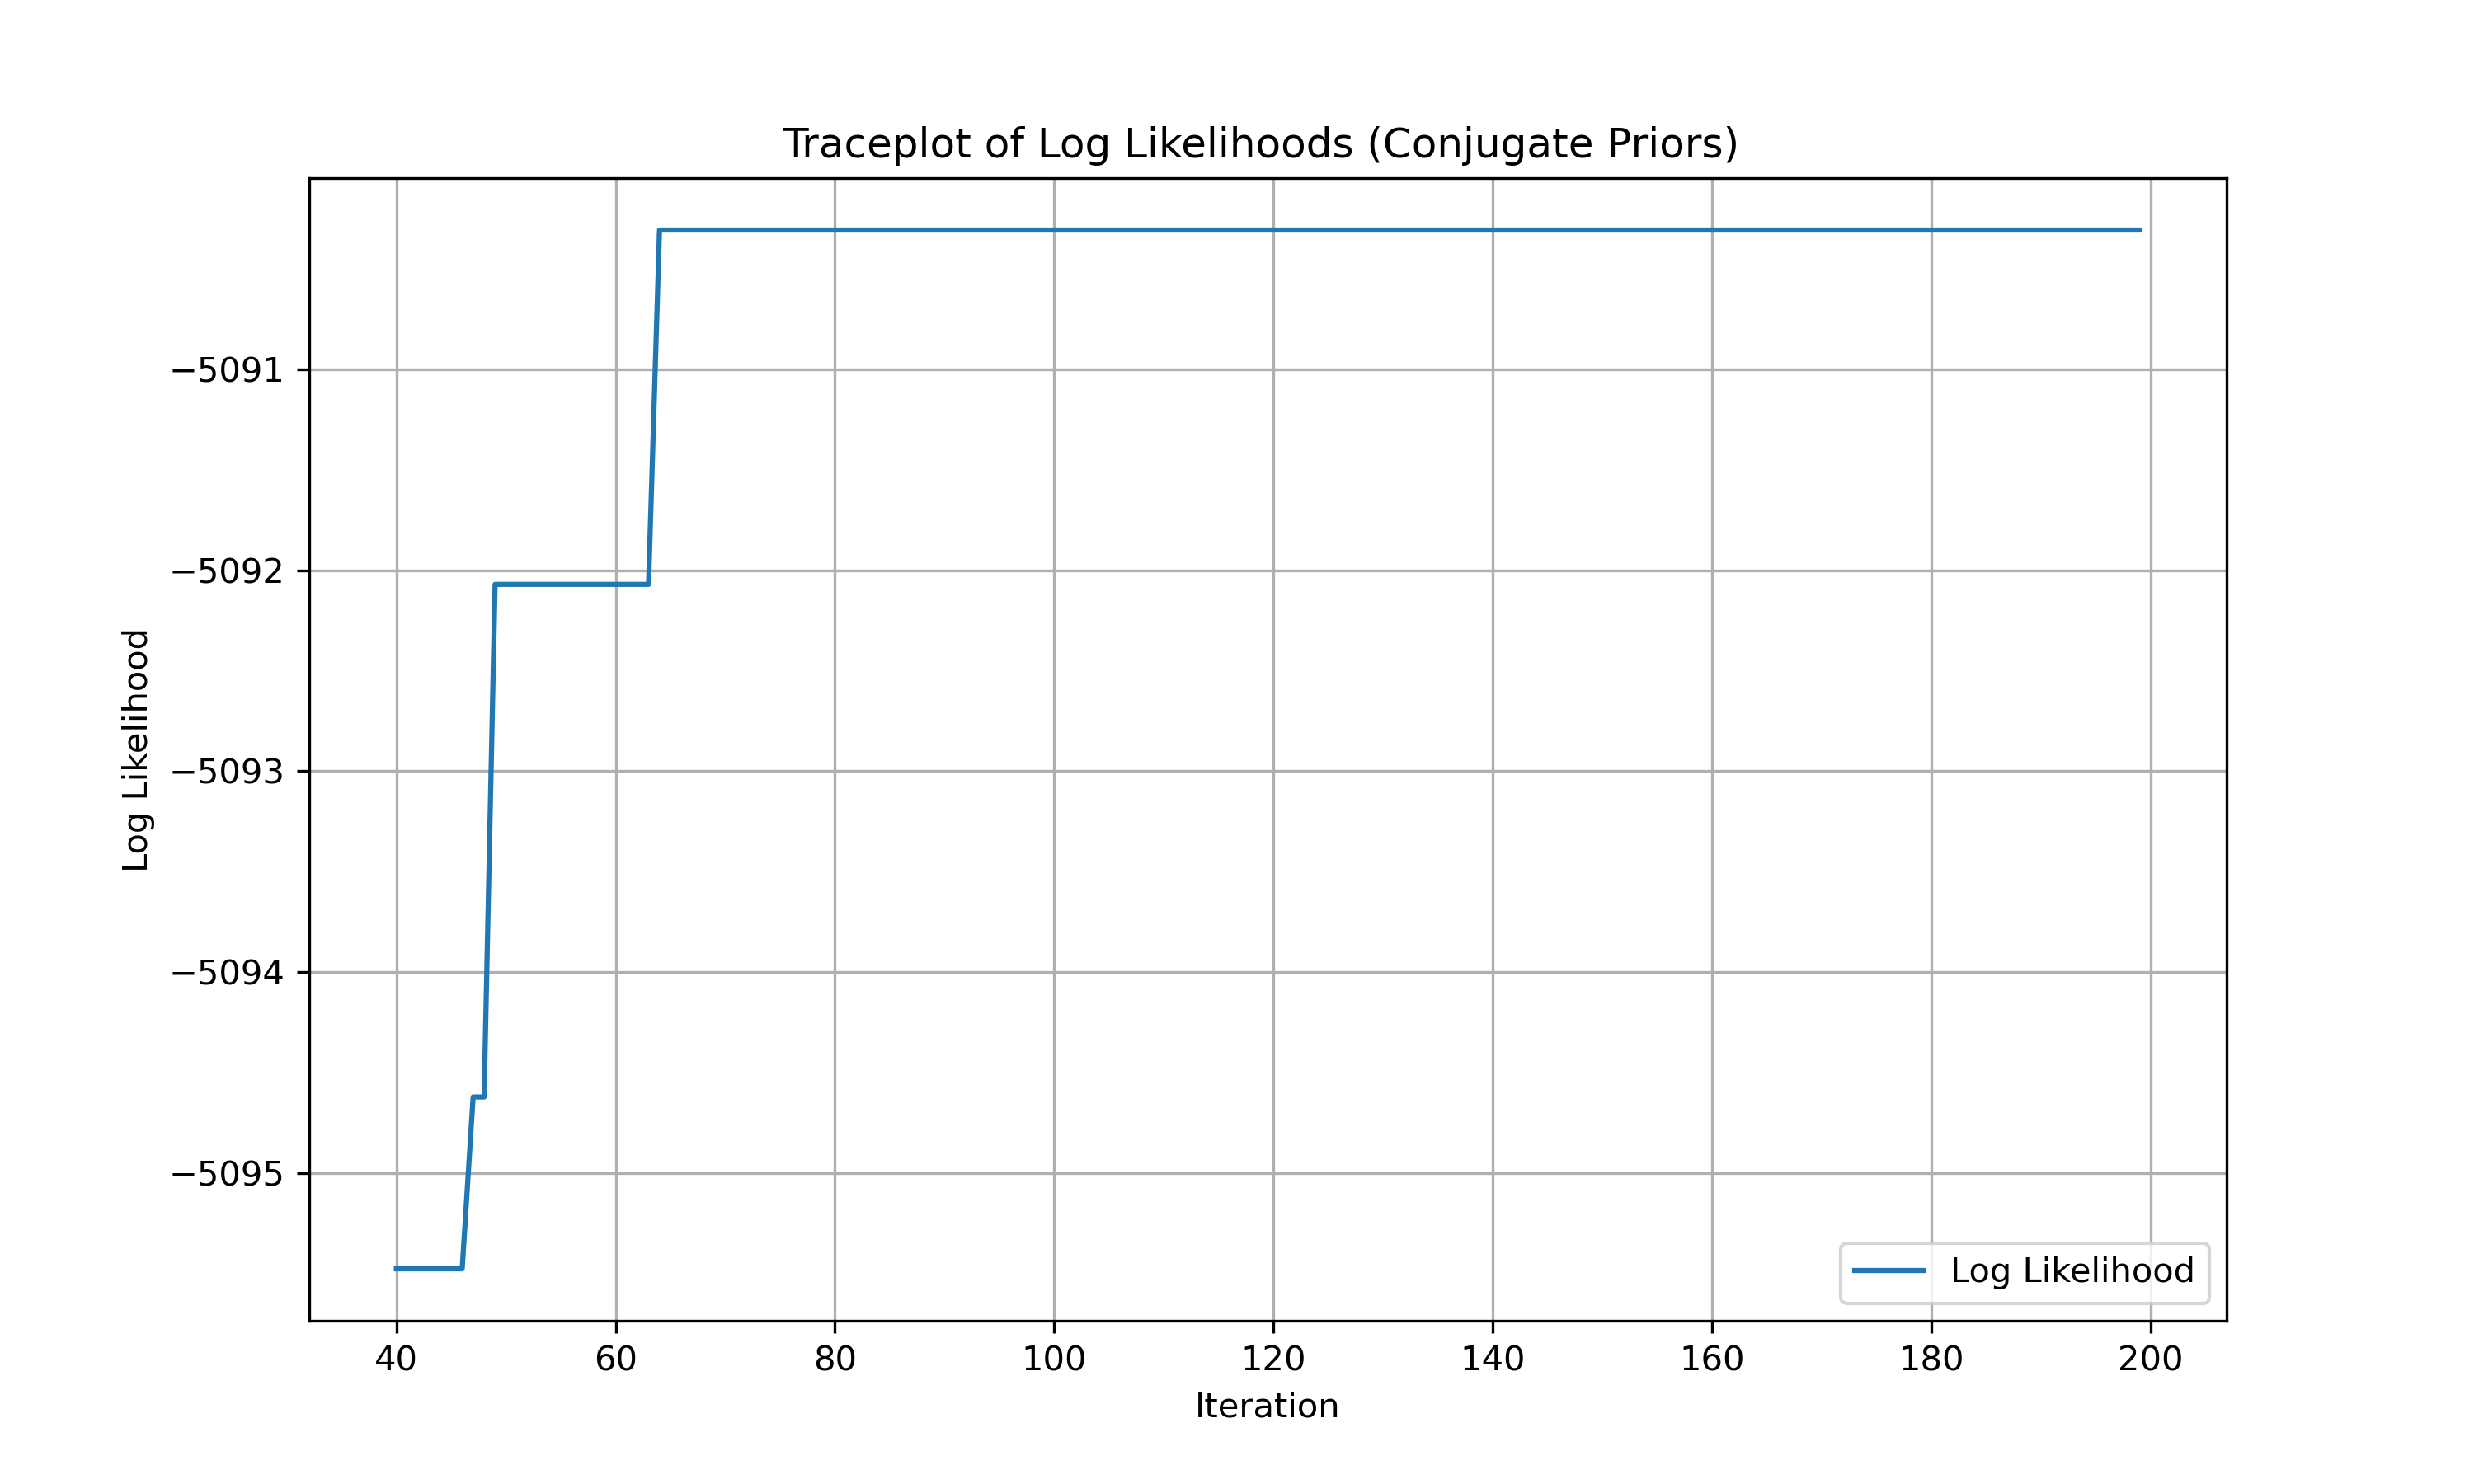 Traceplot of Log Likelihoods (Conjugate Priors)
Log Likelihood
−5091
−5092
−5093
−5094
−5095
40 60 80 100 120 140 160 180 200
Iteration
Log Likelihood